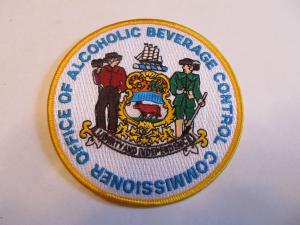 OFFICE OF ALCOHOLIC BEVERAGE CONTROL COMMISSIONER
LIBERTY AND INDEPENDENCE